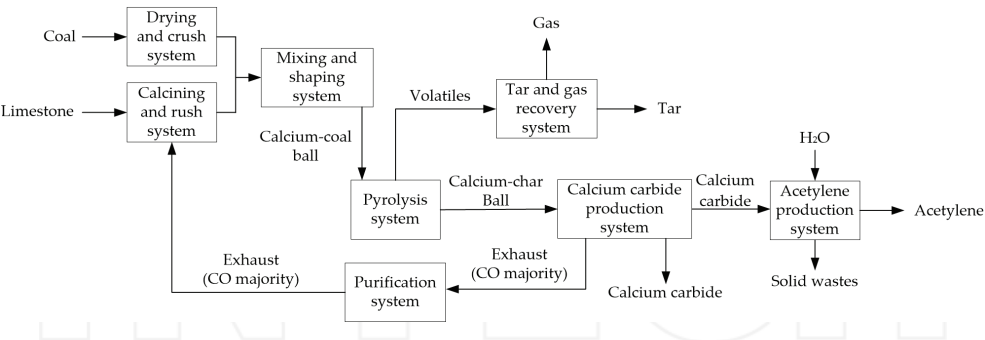 Coal
Drying
and crush
system
Limestone
Calcining
and rush
system
Mixing and
shaping
system
Calcium-coal
ball
Gas
Volatiles
Tar and gas
recovery
system
Tar
Pyrolysis
system
Calcium-char
Ball
Calcium carbide
production
system
Calcium
carbide
H2O
Acetylene
production
system
Acetylene
Solid wastes
Calcium carbide
Exhaust
(CO majority)
Purification
system
Exhaust
(CO majority)